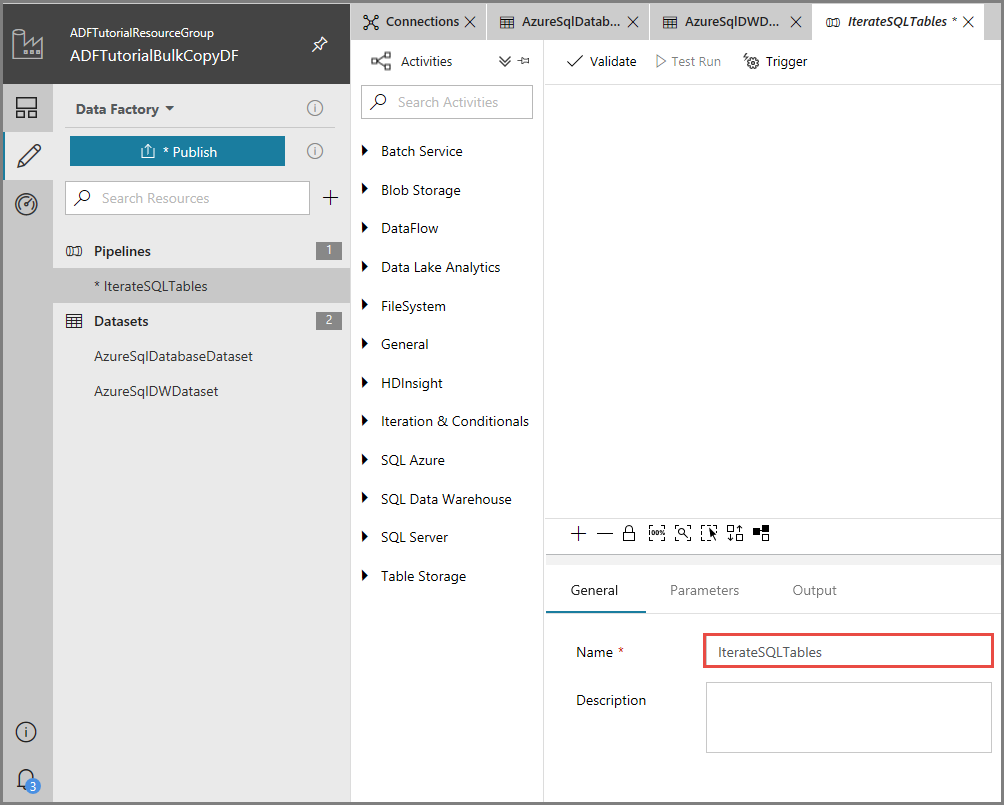 ADFTutorialResourceGroup
ADFTutorialBulkCopyDF
Data Factory
* Publish
Search Resources
Pipelines
1
* IterateSQLTables
Datasets
2
AzureSqlDatabaseDataset
AzureSqlDWDataset
3
Connections
AzureSqlDatab...
AzureSqlDWD...
IterateSQLTables *
Activities
Search Activities
Batch Service
Blob Storage
DataFlow
Data Lake Analytics
FileSystem
General
HDInsight
Iteration & Conditionals
SQL Azure
SQL Data Warehouse
SQL Server
Table Storage
Validate
Test Run
Trigger
100%
General
Parameters
Output
Name *
IterateSQLTables
Description